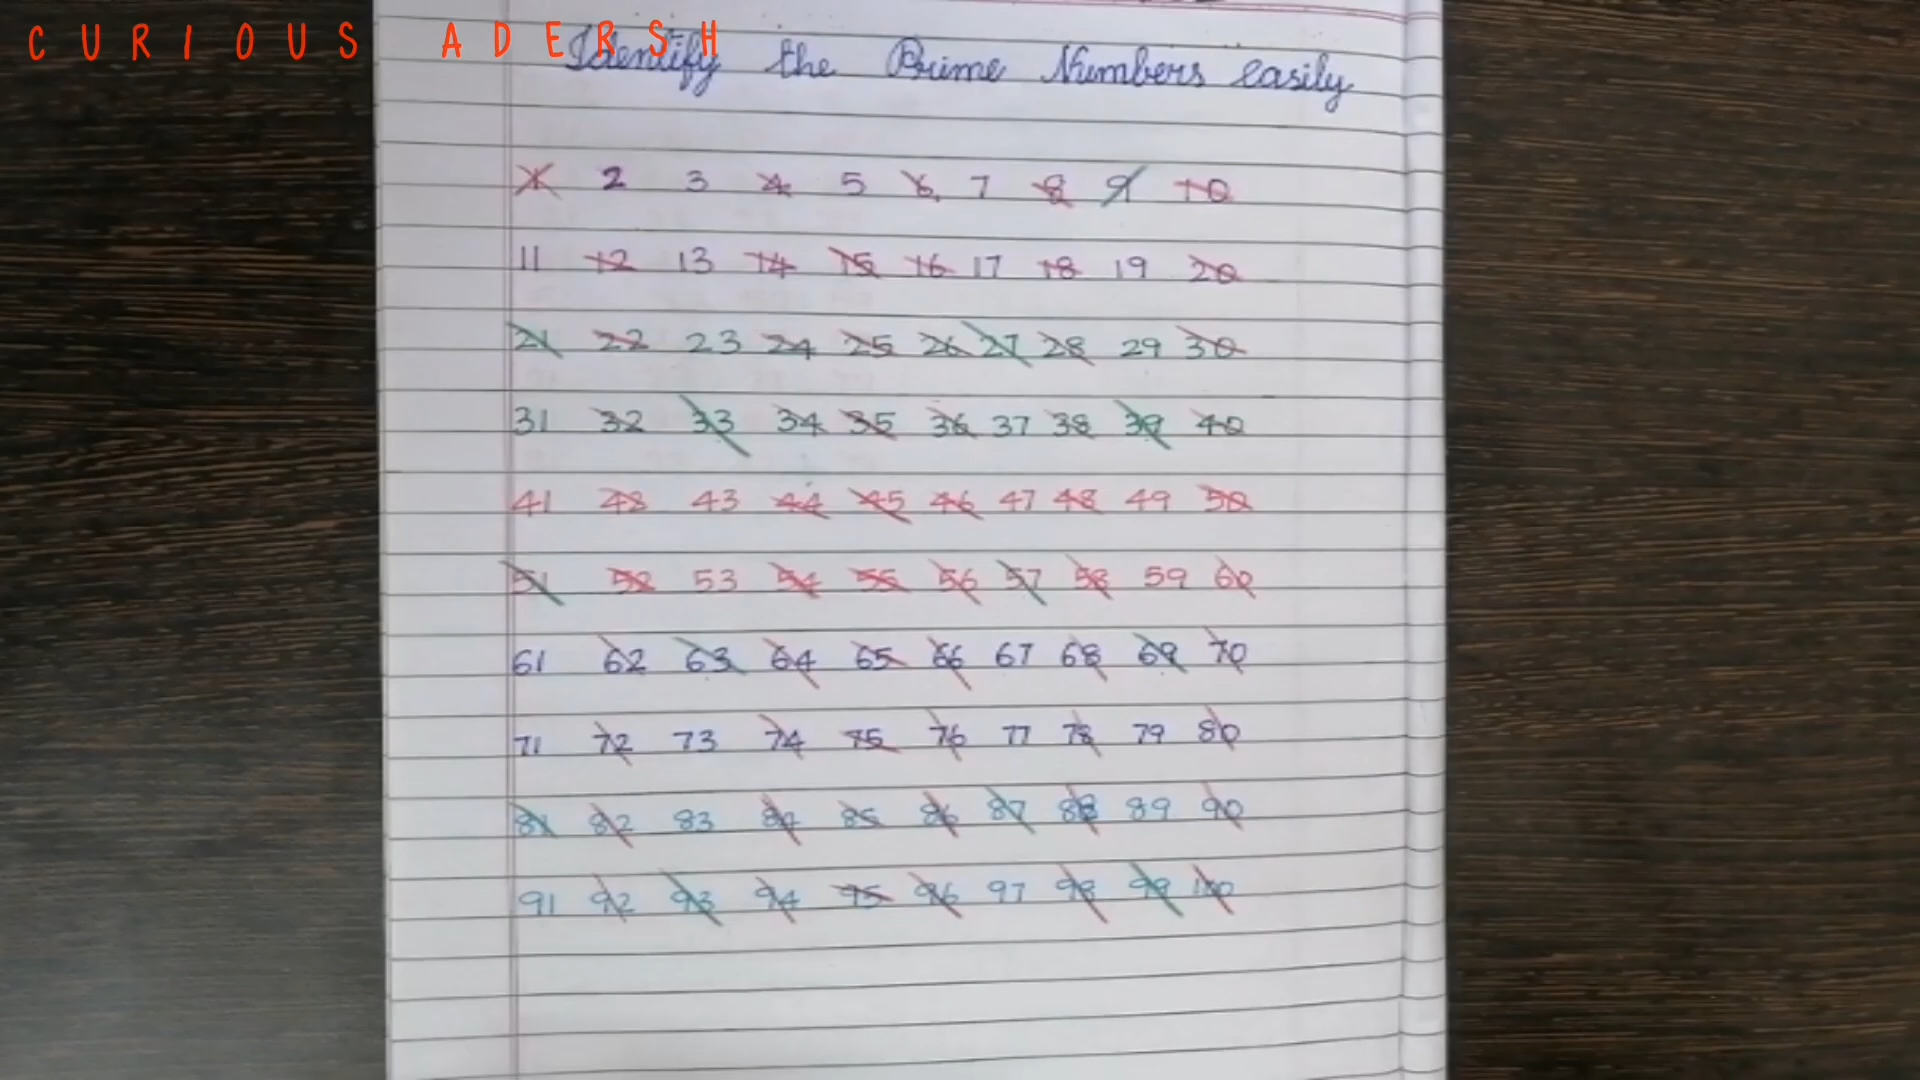 CURIOUS ADERSH
Identify the Prime Numbers easily
1 2 3 4 5 6 7 8 9 10
11 12 13 14 15 16 17 18 19 20
21 22 23 24 25 26 27 28 29 30
31 32 33 34 35 36 37 38 39 40
41 42 43 44 45 46 47 48 49 50
51 52 53 54 55 56 57 58 59 60
61 62 63 64 65 66 67 68 69 70
71 72 73 74 75 76 77 78 79 80
81 82 83 84 85 86 87 88 89 90
91 92 93 94 95 96 97 98 99 100